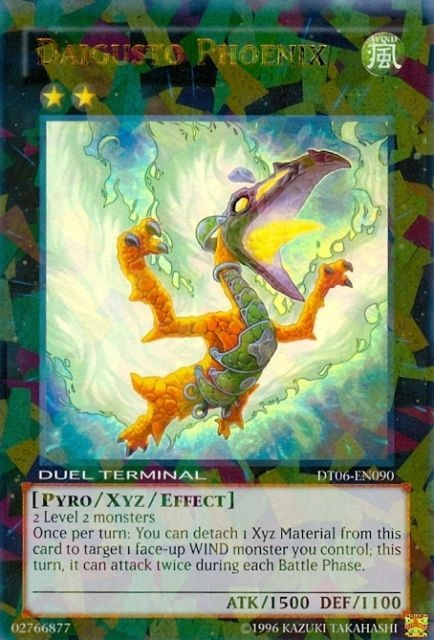 DAIGUSTO PHOENIX
WIND
風
DUEL TERMINAL
DT06-EN090
[PYRO/XYZ/EFFECT]
2 Level 2 monsters
Once per turn: You can detach 1 Xyz Material from this
card to target 1 face-up WIND monster you control; this
turn, it can attack twice during each Battle Phase.
ATK/1500 DEF/1100
02766877
©1996 KAZUKI TAKAHASHI